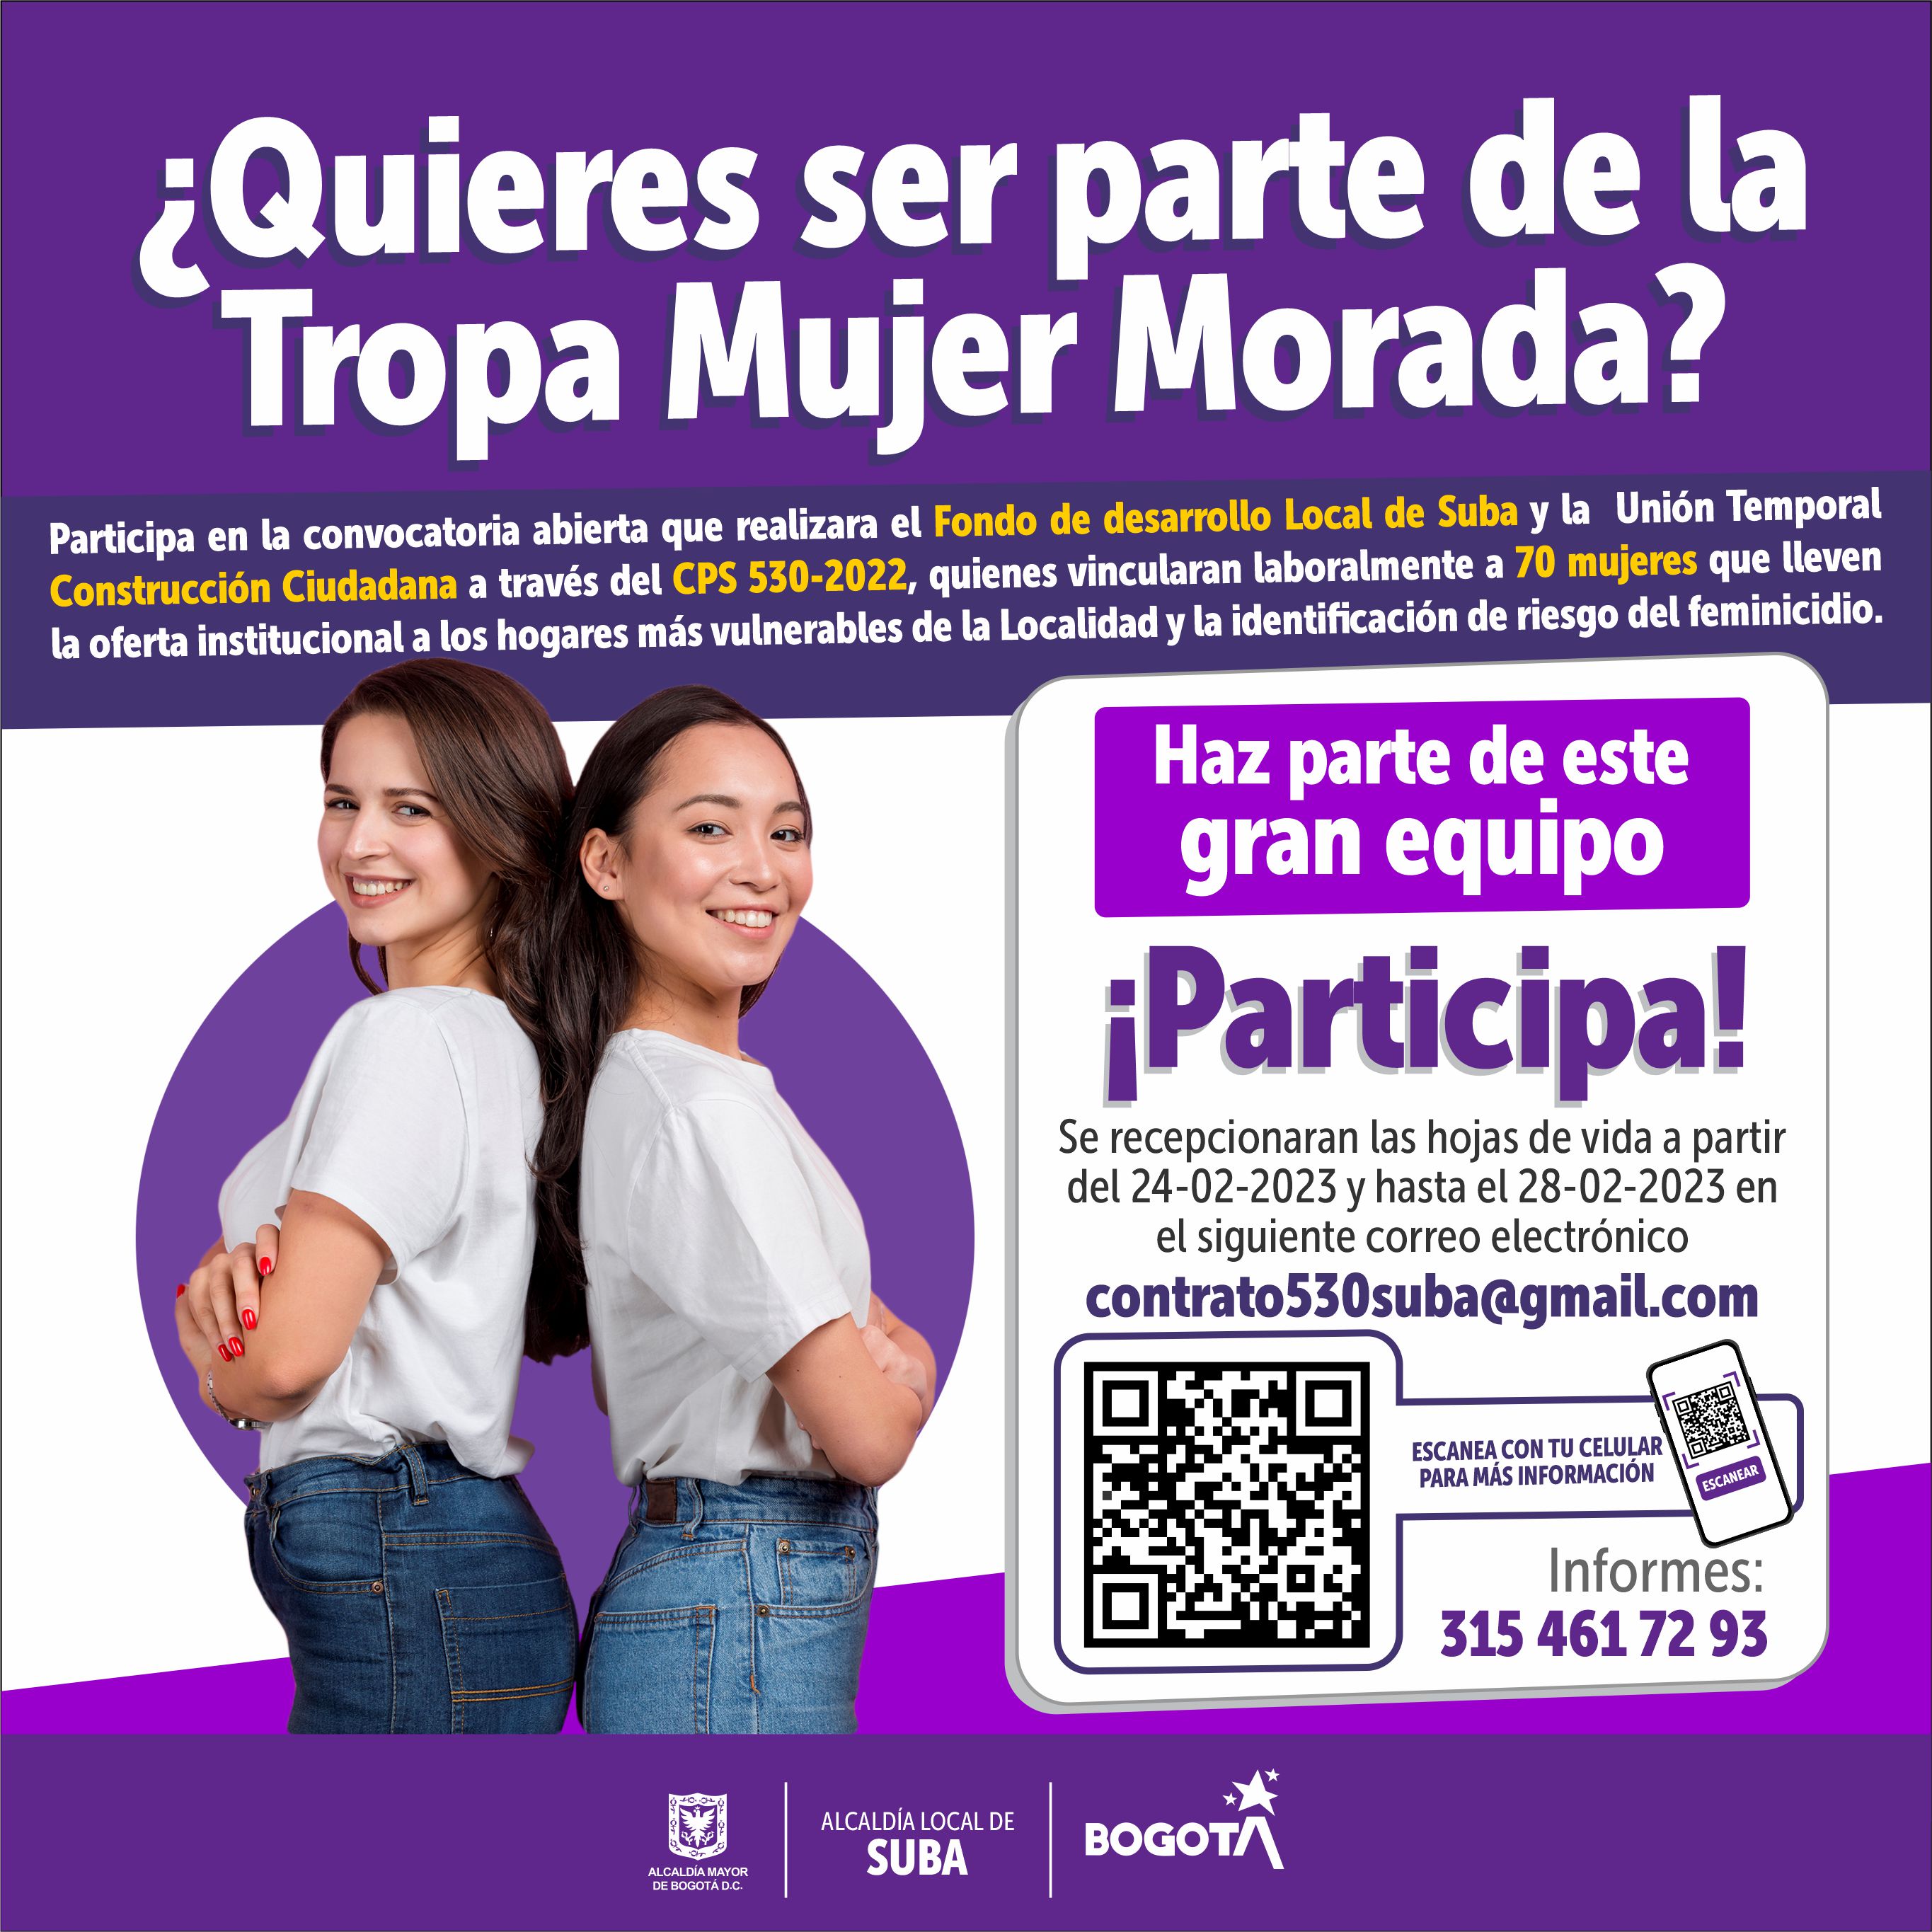 ¿Quieres ser parte de la
Tropa Mujer Morada?
Participa en la convocatoria abierta que realizara el Fondo de desarrollo Local de Suba y la Unión Temporal
Construcción Ciudadana a través del CPS 530-2022, quienes vincularan laboralmente a 70 mujeres que lleven
la oferta institucional a los hogares más vulnerables de la Localidad y la identificación de riesgo del feminicidio.
Haz parte de este
gran equipo
¡Participa!
Se recepcionaran las hojas de vida a partir
del 24-02-2023 y hasta el 28-02-2023 en
el siguiente correo electrónico
contrato530suba@gmail.com
ESCANEA CON TU CELULAR
PARA MÁS INFORMACIÓN
ESCANEAR
Informes:
315 461 72 93
ALCALDÍA MAYOR
DE BOGOTÁ D.C.
ALCALDÍA LOCAL DE
SUBA
BOGOTÁ